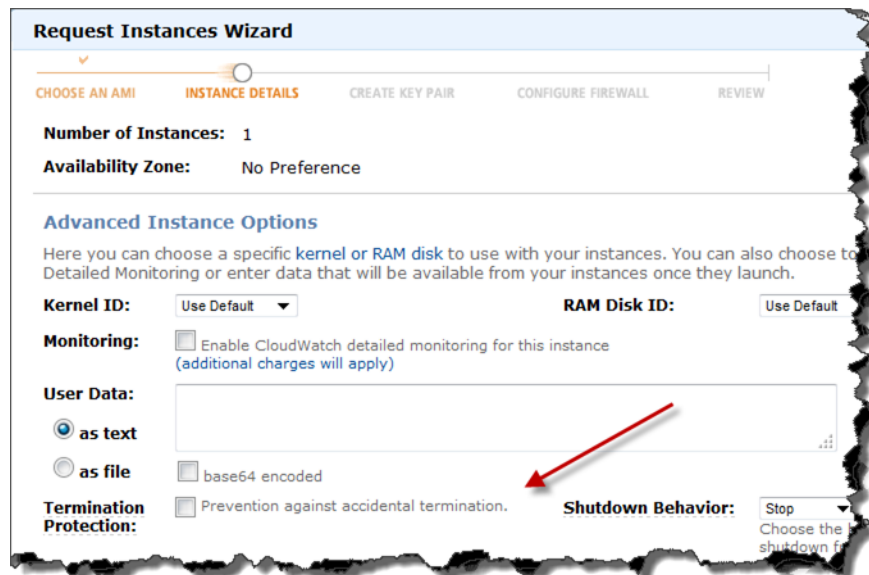 Request Instances Wizard
CHOOSE AN AMI INSTANCE DETAILS CREATE KEY PAIR CONFIGURE FIREWALL REVIEW
Number of Instances: 1
Availability Zone: No Preference
Advanced Instance Options
Here you can choose a specific kernel or RAM disk to use with your instances. You can also choose to
Detailed Monitoring or enter data that will be available from your instances once they launch.
Kernel ID: Use Default RAM Disk ID: Use Default
Monitoring: Enable CloudWatch detailed monitoring for this instance
(additional charges will apply)
User Data:
as text
as file base64 encoded
Termination Prevention against accidental termination. Shutdown Behavior: Stop
Protection:
Choose the
shutdown